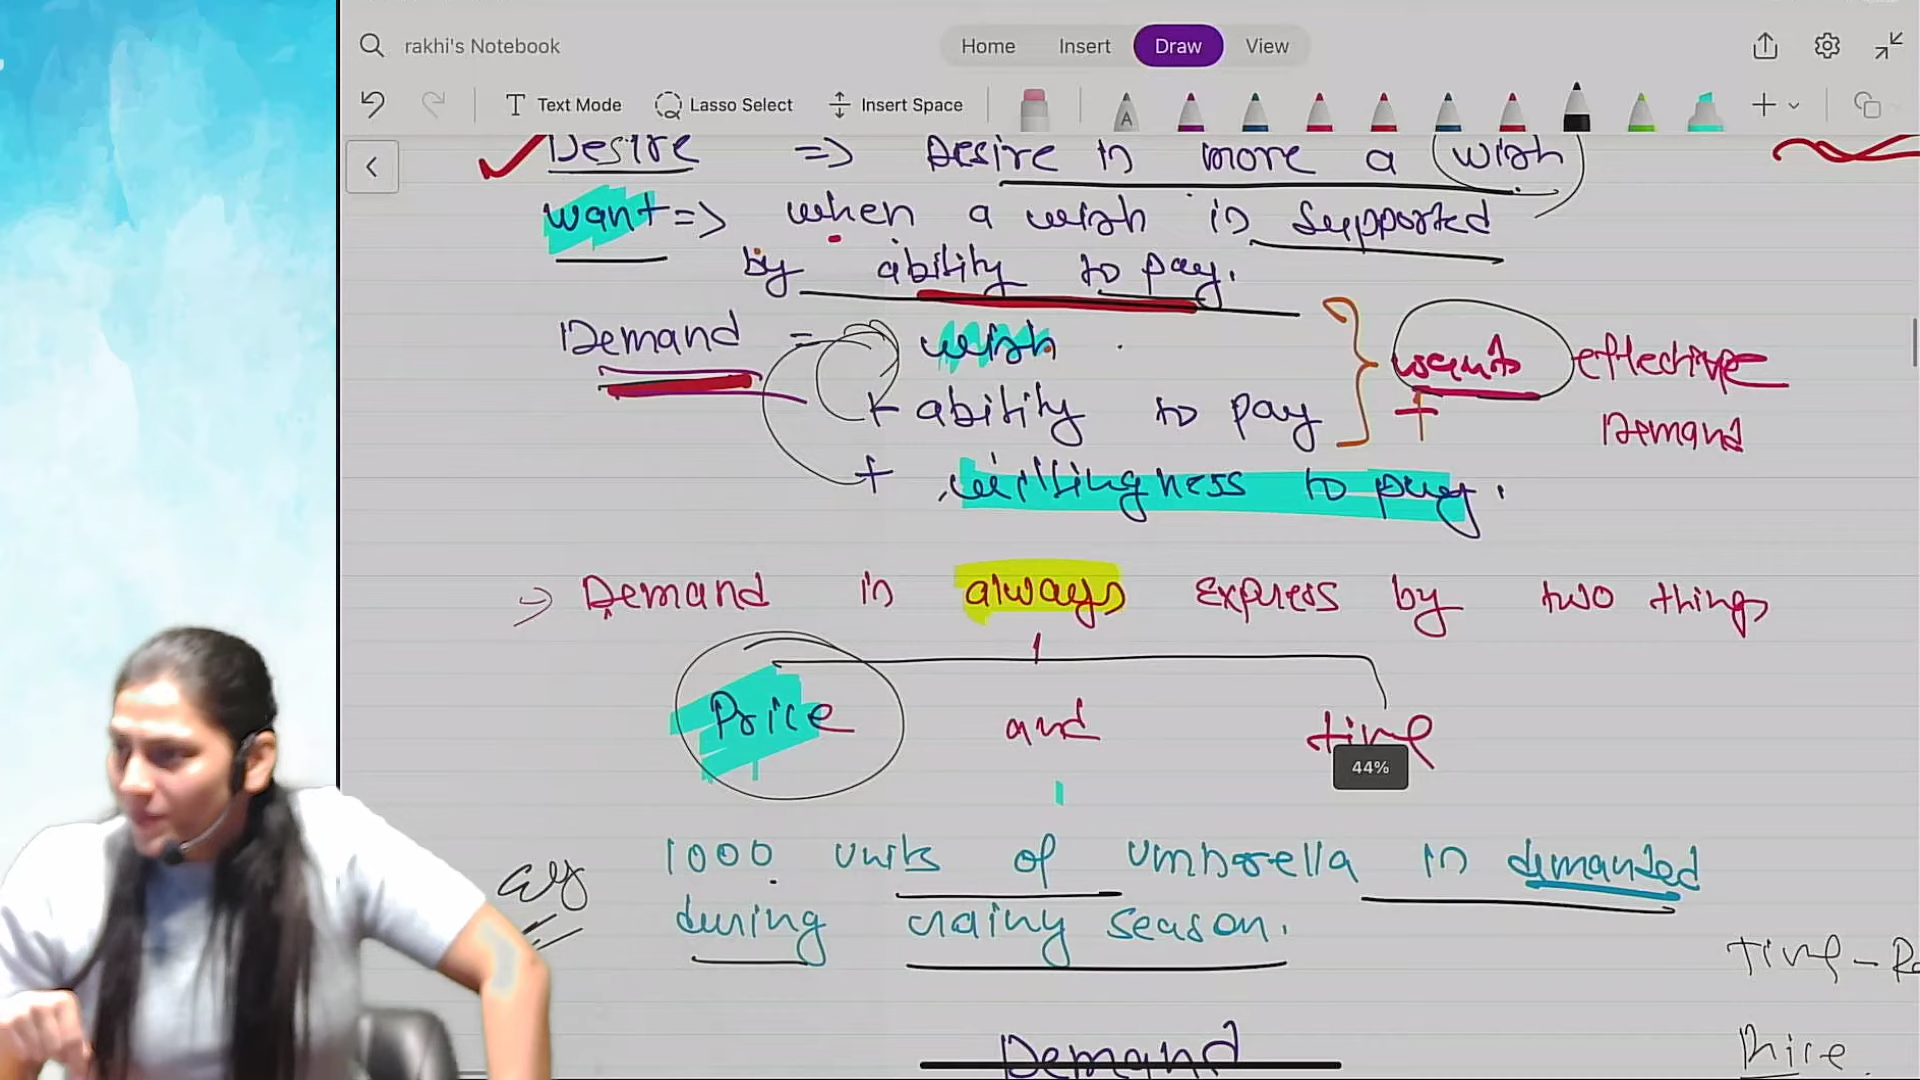 rakhi's Notebook
Home Insert Draw View
Text Mode Lasso Select Insert Space
A
Desire => Desire is more a wish
want => when a wish is supported
by ability to pay.
Demand = wish
+ ability to pay
+ willingness to pay.
wants effective
+ Demand
=> Demand is always express by two things
Price and time
44%
eg 1000 units of umbrella is demanded
during rainy season.
Time -
Demand
Price